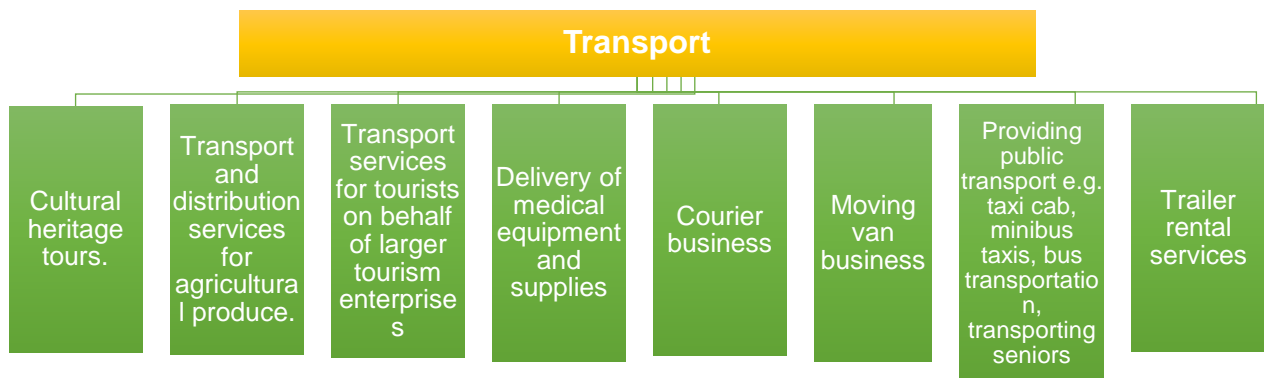 Transport
Cultural
heritage
tours.
Transport
and
distribution
services
for
agricultura
l produce.
Transport
services
for tourists
on behalf
of larger
tourism
enterprise
s
Delivery of
medical
equipment
and
supplies
Courier
business
Moving
van
business
Providing
public
transport e.g.
taxi cab,
minibus
taxis, bus
transportatio
n,
transporting
seniors
Trailer
rental
services